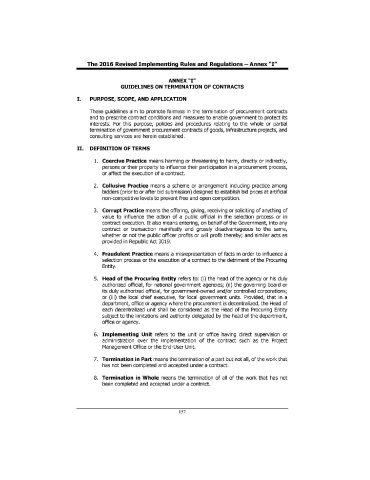 The 2016 Revised Implementing Rules and Regulations – Annex "I"
ANNEX "I"
GUIDELINES ON TERMINATION OF CONTRACTS
I. PURPOSE, SCOPE, AND APPLICATION
These guidelines aim to promote fairness in the termination of procurement contracts
and to prescribe contract conditions and measures to enable government to protect its
interests. For this purpose, policies and procedures relating to the whole or partial
termination of government procurement contracts of goods, infrastructure projects, and
consulting services are herein established.
II. DEFINITION OF TERMS
1. Coercive Practice means harming or threatening to harm, directly or indirectly,
persons or their property to influence their participation in a procurement process,
or affect the execution of a contract.
2. Collusive Practice means a scheme or arrangement including practice among
bidders (prior to or after bid submission) designed to establish bid prices at artificial
non-competitive levels to prevent free and open competition.
3. Corrupt Practice means the offering, giving, receiving or soliciting of anything of
value to influence the action of a public official in the selection process or in
contract execution. It also means entering, on behalf of the Government, into any
contract or transaction manifestly and grossly disadvantageous to the same,
whether or not the public officer profits or will profit thereby; and similar acts as
provided in Republic Act 3019.
4. Fraudulent Practice means a misrepresentation of facts in order to influence a
selection process or the execution of a contract to the detriment of the Procuring
Entity.
5. Head of the Procuring Entity refers to: (i) the head of the agency or his duly
authorized official, for national government agencies; (ii) the governing board or
its duly authorized official, for government-owned and/or controlled corporations;
or (iii) the local chief executive, for local government units. Provided, that in a
department, office or agency where the procurement is decentralized, the Head of
each decentralized unit shall be considered as the Head of the Procuring Entity
subject to the limitations and authority delegated by the head of the department,
office or agency.
6. Implementing Unit refers to the unit or office having direct supervision or
administration over the implementation of the contract such as the Project
Management Office or the End-User Unit.
7. Termination in Part means the termination of a part but not all, of the work that
has not been completed and accepted under a contract.
8. Termination in Whole means the termination of all of the work that has not
been completed and accepted under a contract.